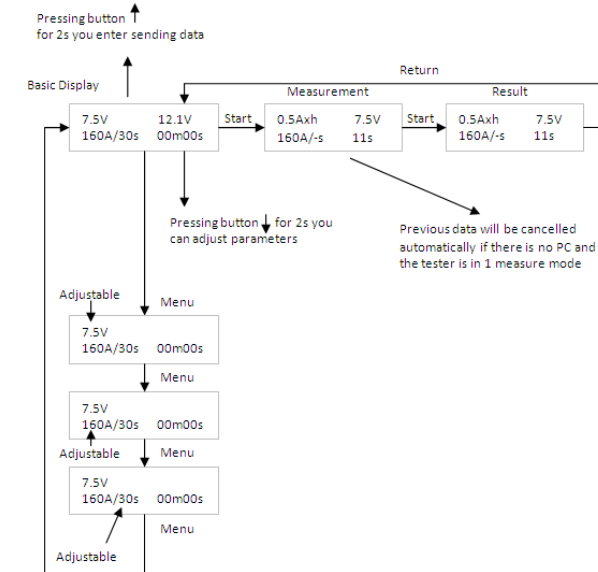 Pressing button ↑
for 2s you enter sending data
Basic Display
Return
Measurement
Result
7.5V 12.1V
160A/30s 00m00s
Start
0.5Axh 7.5V
160A/-s 11s
Start
0.5Axh 7.5V
160A/-s 11s
Pressing button ↓ for 2s you
can adjust parameters
Previous data will be cancelled
automatically if there is no PC and
the tester is in 1 measure mode
Adjustable
Menu
7.5V
160A/30s 00m00s
Menu
7.5V
160A/30s 00m00s
Adjustable
Menu
7.5V
160A/30s 00m00s
Menu
Adjustable